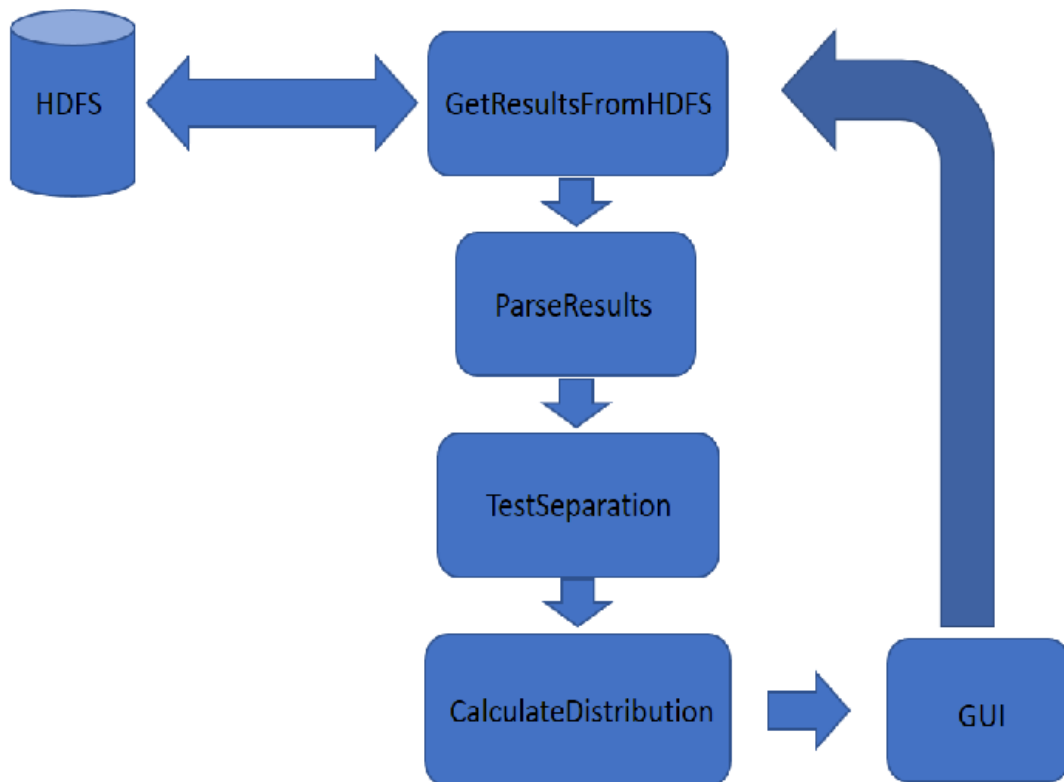 HDFS
GetResultsFromHDFS
ParseResults
TestSeparation
CalculateDistribution
GUI